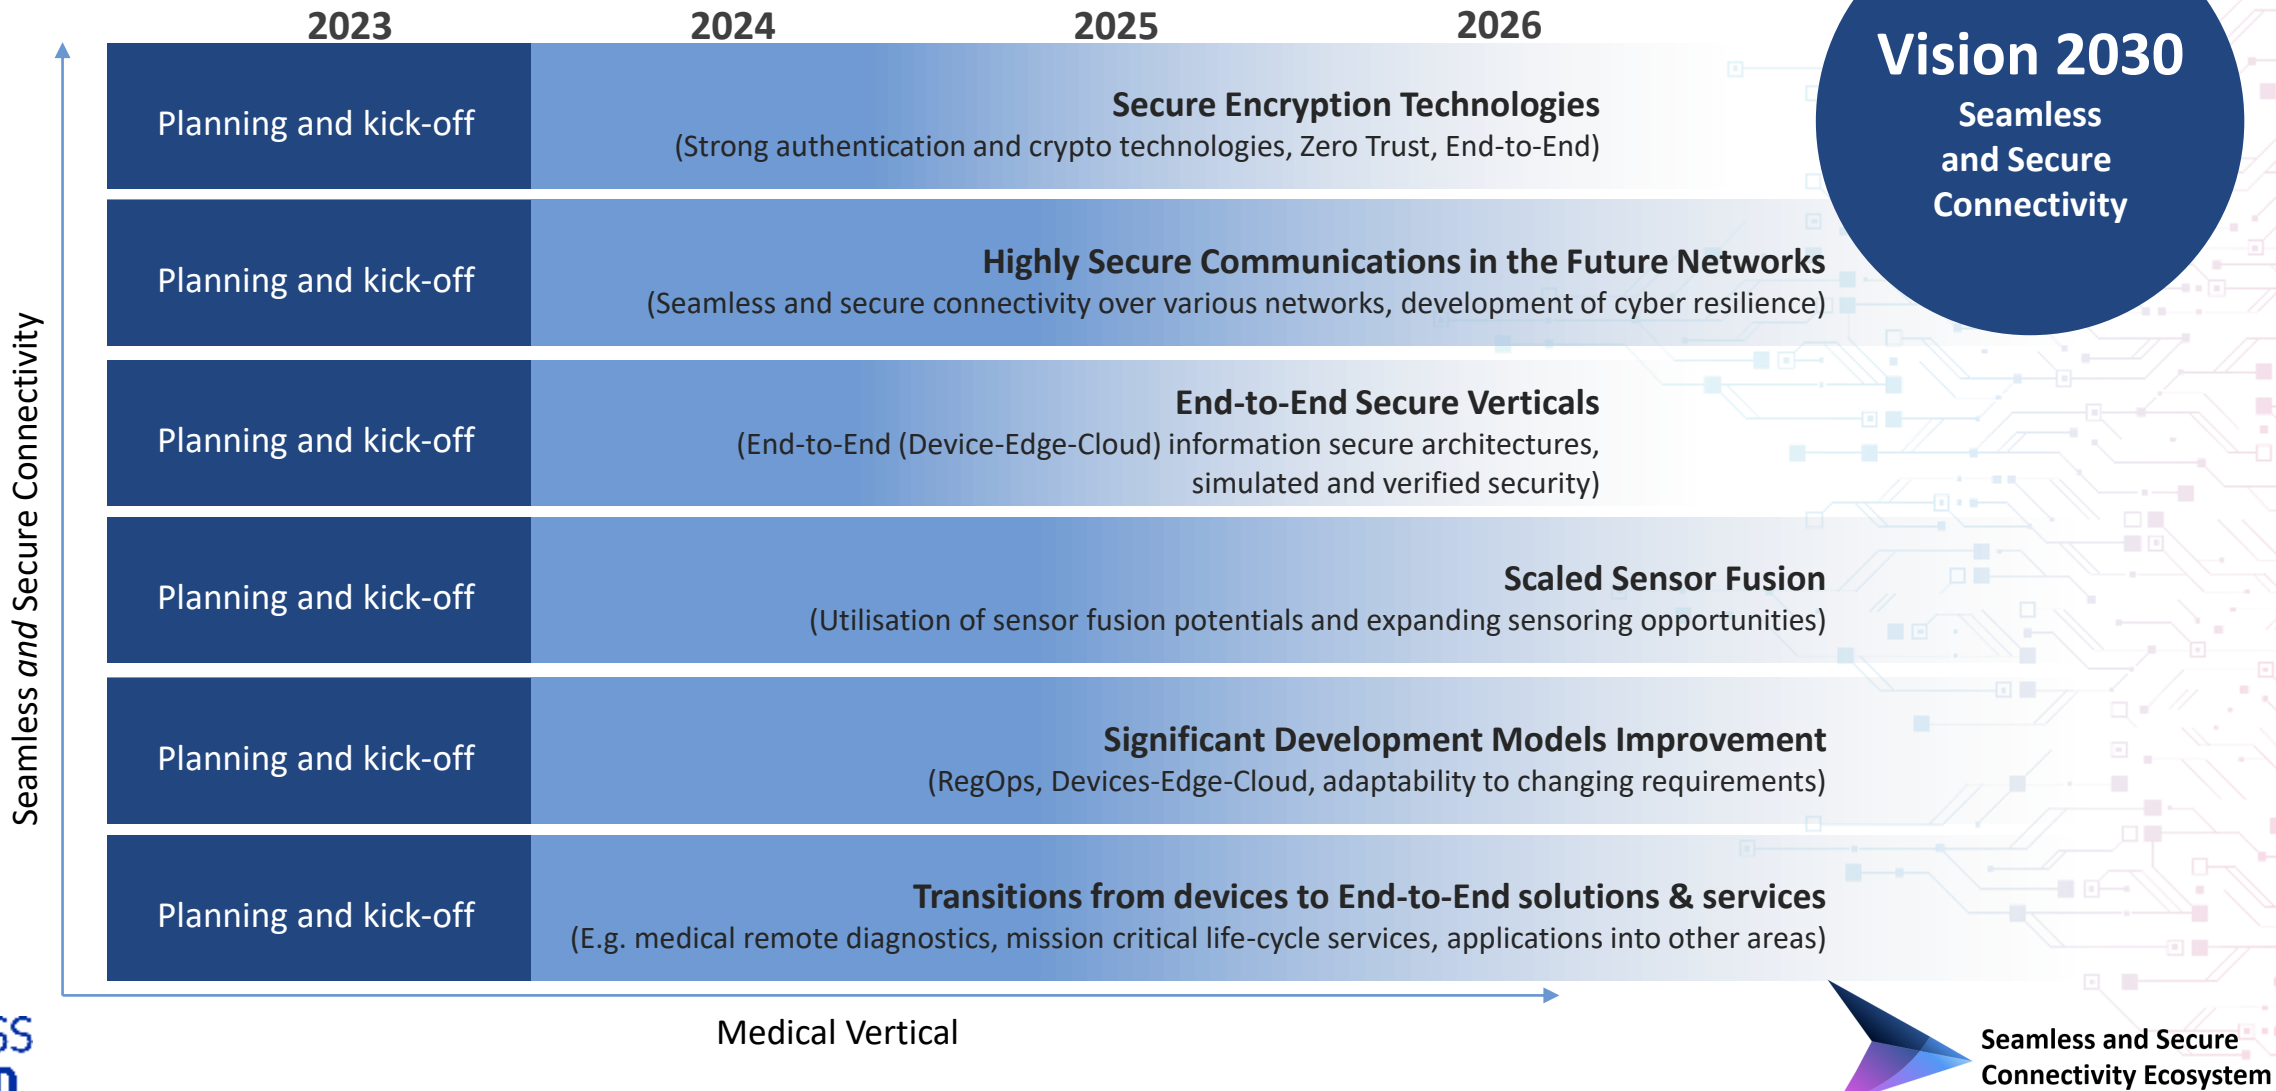 2023
2024
2025
2026
Vision 2030
Seamless
and Secure
Connectivity
Seamless and Secure Connectivity
Planning and kick-off
Secure Encryption Technologies
(Strong authentication and crypto technologies, Zero Trust, End-to-End)
Planning and kick-off
Highly Secure Communications in the Future Networks
(Seamless and secure connectivity over various networks, development of cyber resilience)
Planning and kick-off
End-to-End Secure Verticals
(End-to-End (Device-Edge-Cloud) information secure architectures,
simulated and verified security)
Planning and kick-off
Scaled Sensor Fusion
(Utilisation of sensor fusion potentials and expanding sensoring opportunities)
Planning and kick-off
Significant Development Models Improvement
(RegOps, Devices-Edge-Cloud, adaptability to changing requirements)
Planning and kick-off
Transitions from devices to End-to-End solutions & services
(E.g. medical remote diagnostics, mission critical life-cycle services, applications into other areas)
Medical Vertical
Seamless and Secure
Connectivity Ecosystem